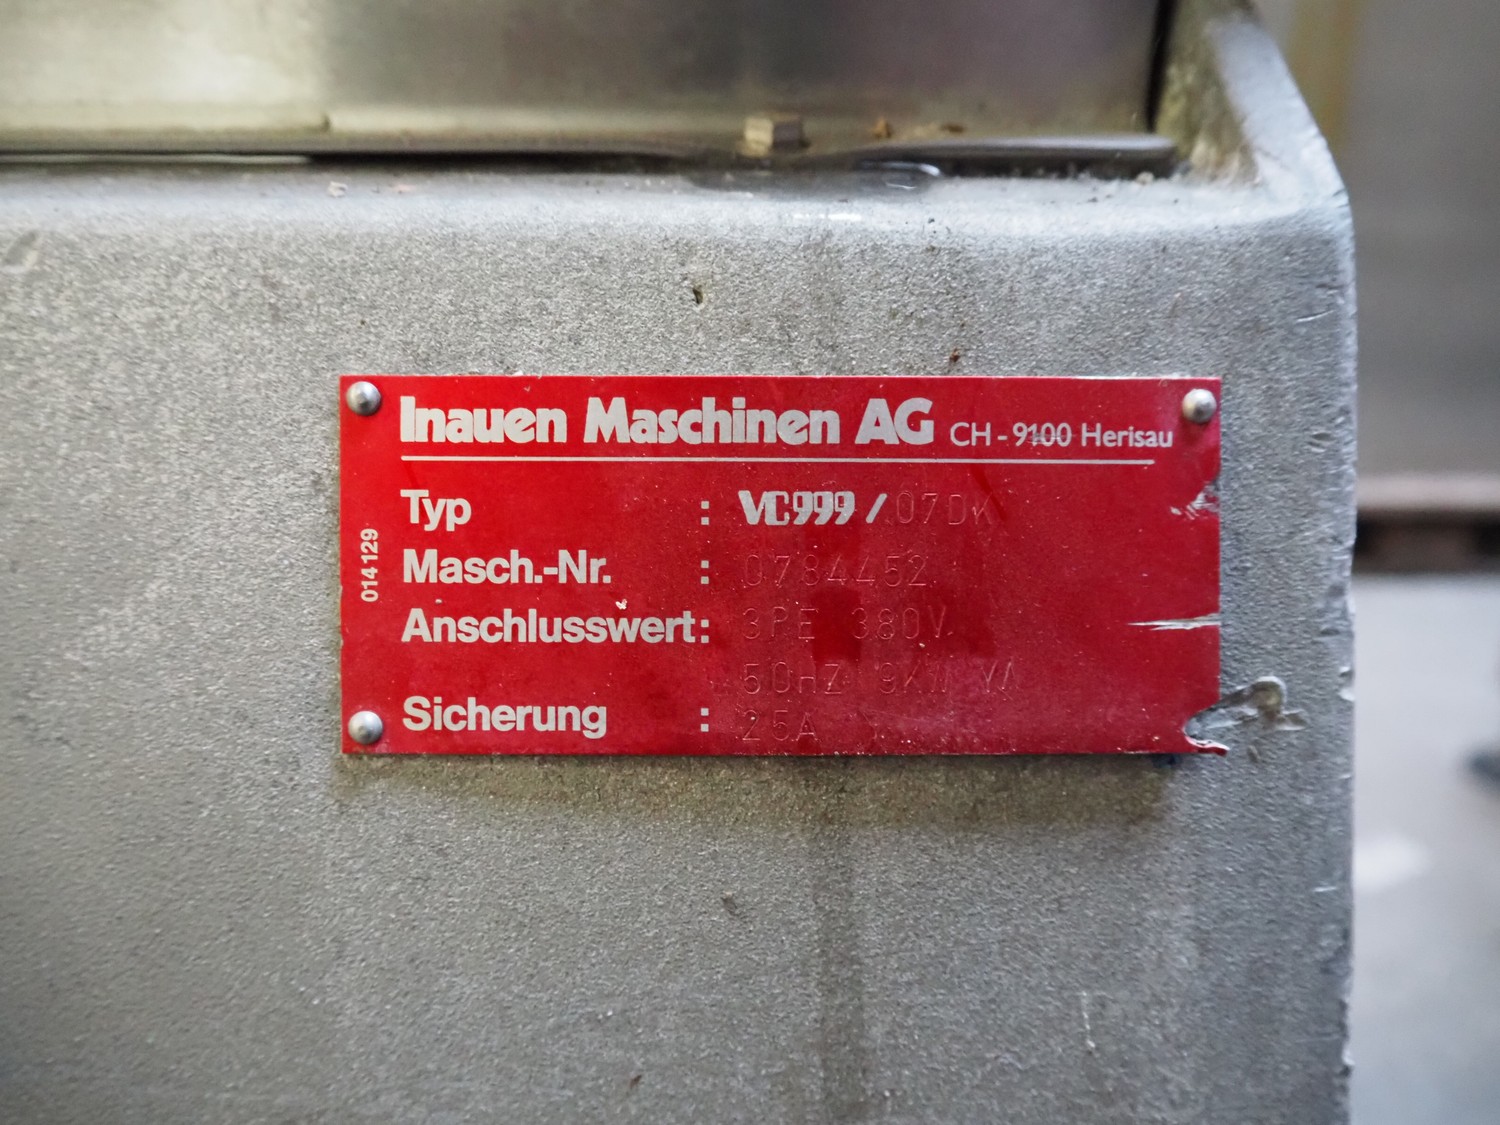 Inauen Maschinen AG CH-9100 Herisau
Typ : VC999 / 07DK
Masch.-Nr. : 0784452
Anschlusswert : 3PE 380V
50HZ 9KW
Sicherung : 25A
014129